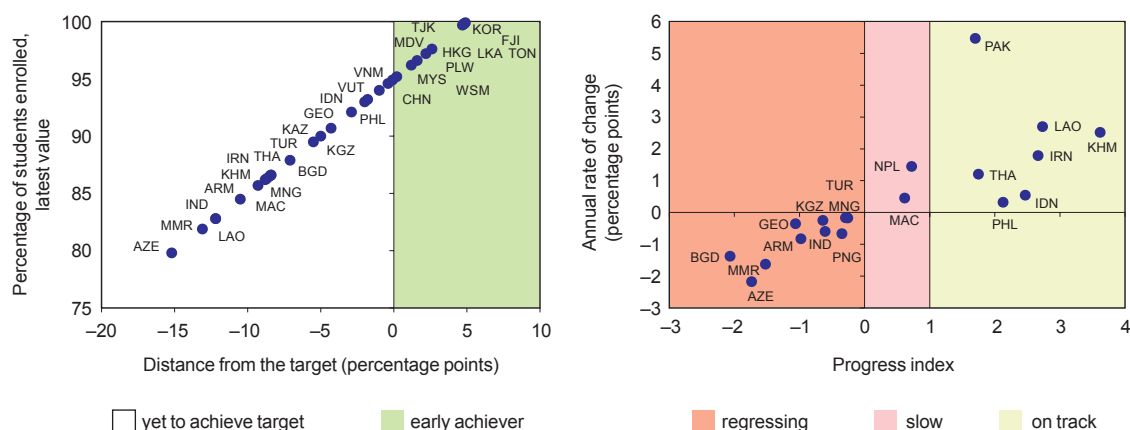 Percentage of students enrolled,
latest value
100
95
90
85
80
75
−20
−15
−10
−5
0
5
10
Distance from the target (percentage points)
TJK
KOR
FJI
MDV
HKG
LKA
TON
PLW
VNM
MYS
WSM
VUT
CHN
IDN
PHL
GEO
KAZ
KGZ
TUR
IRN
THA
BGD
KHM
MNG
ARM
MAC
IND
MMR
LAO
AZE
yet to achieve target
early achiever
Annual rate of change
(percentage points)
6
5
4
3
2
1
0
−1
−2
−3
−3
−2
−1
0
1
2
3
4
Progress index
PAK
LAO
KHM
IRN
NPL
THA
TUR
IDN
KGZ
MNG
MAC
PHL
GEO
ARM
IND
PNG
BGD
MMR
AZE
regressing
slow
on track